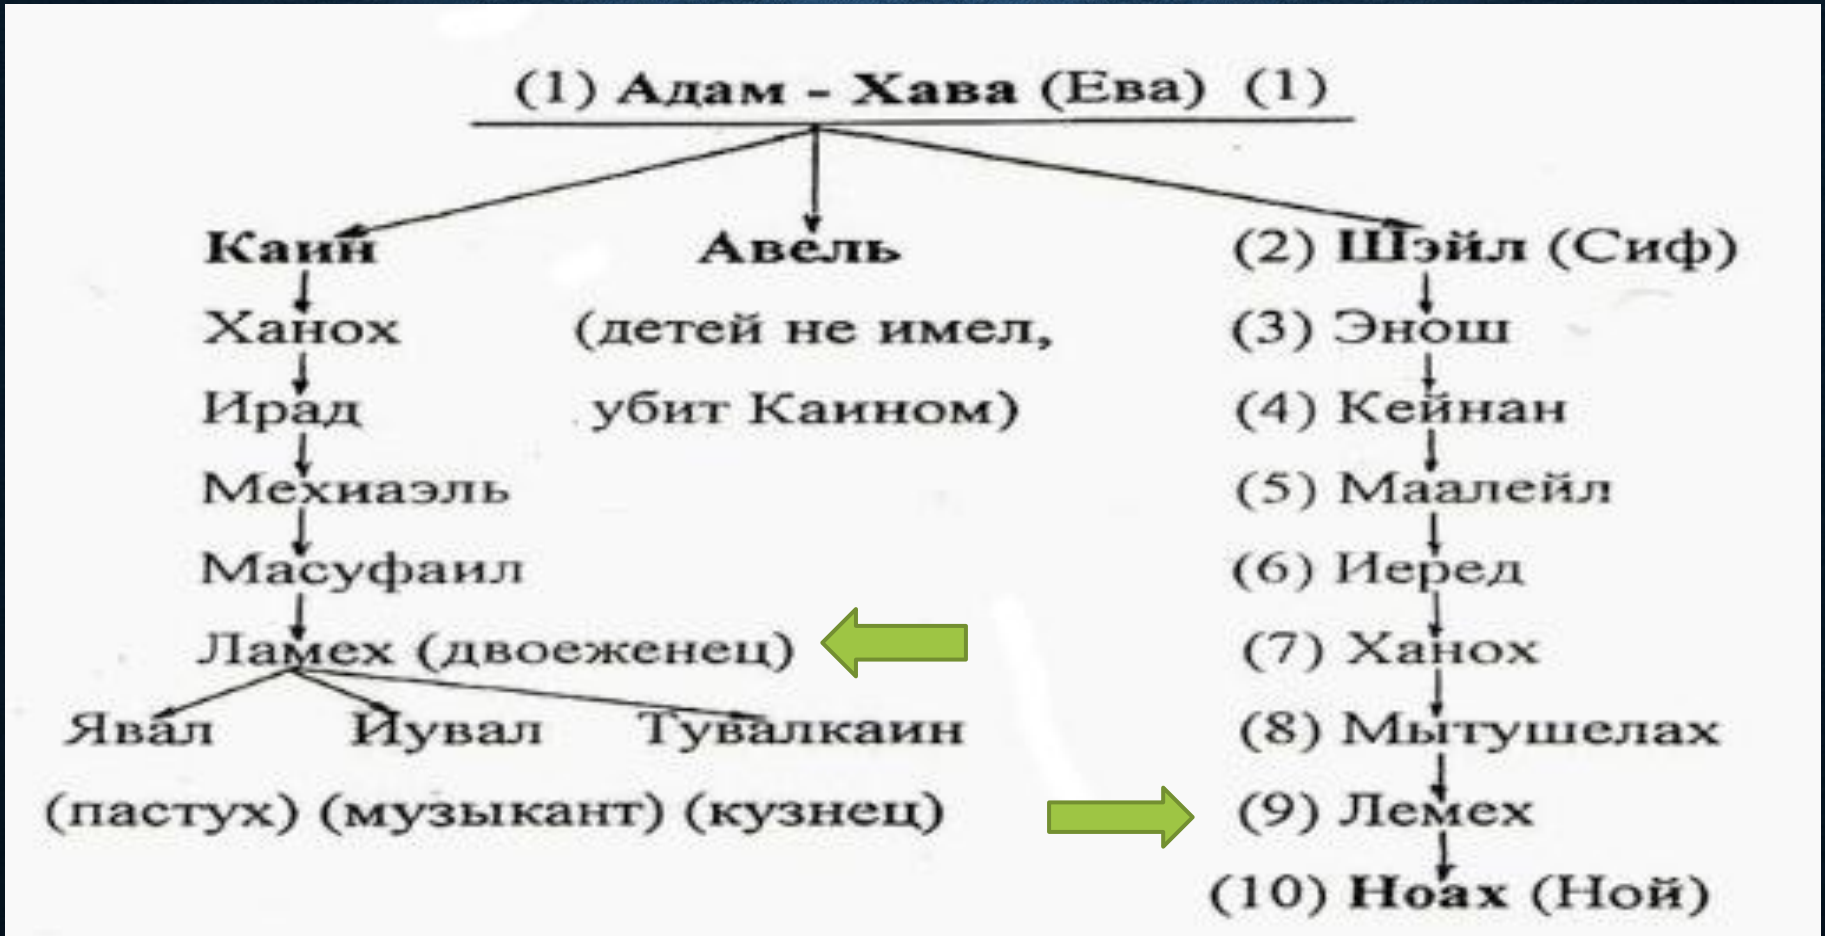 (1) Адам - Хава (Ева) (1)
Каин Авель (2) Шэйл (Сиф)
Ханох (детей не имел, (3) Энош
Ирад убит Каином) (4) Кейнан
Мехиаэль (5) Маалейл
Масуфаил (6) Иеред
Ламех (двоеженец) (7) Ханох
Явал Иувал Тувалкаин (8) Мытушелах
(пастух) (музыкант) (кузнец) (9) Лемех
(10) Ноах (Ной)